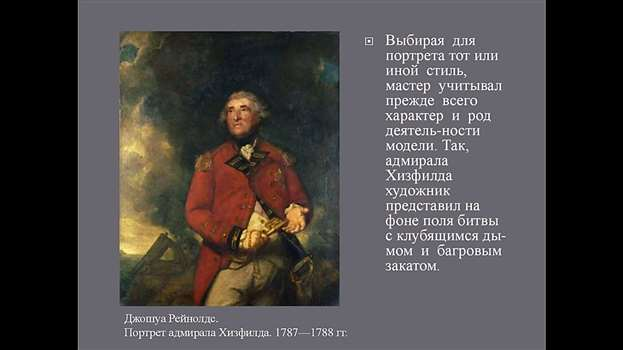 Выбирая для
портрета тот или
иной стиль,
мастер учитывал
прежде всего
характер и род
деятель-ности
модели. Так,
адмирала
Хизфилда
художник
представил на
фоне поля битвы
с клубящимся ды-
мом и багровым
закатом.
Джошуа Рейнолдс.
Портрет адмирала Хизфилда. 1787—1788 гг.